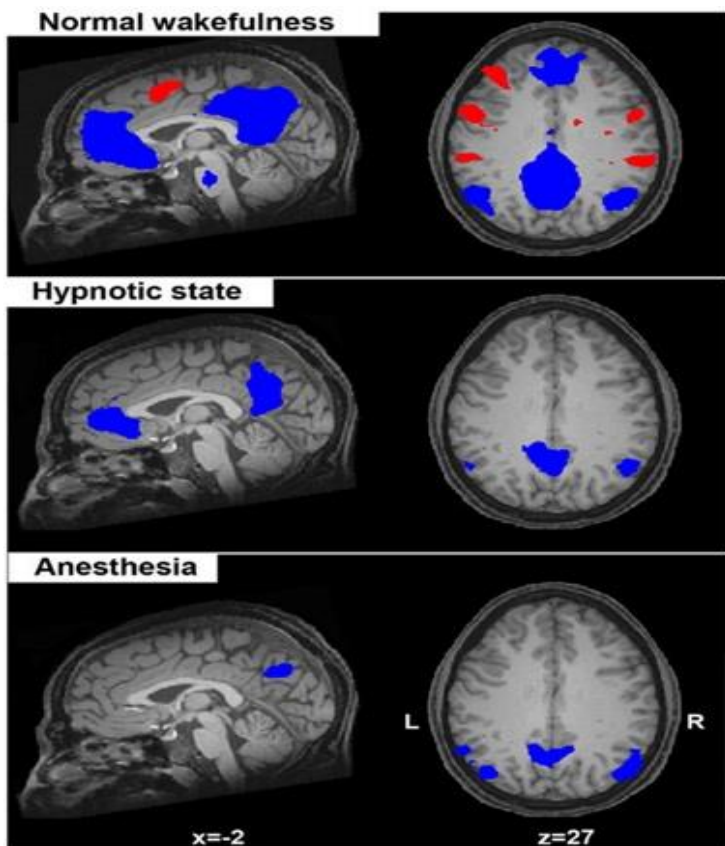 Normal wakefulness
Hypnotic state
Anesthesia
L
R
x=-2
z=27